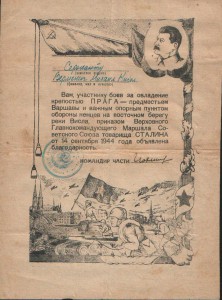 Вам, участнику боев за овладение
крепостью ПРАГА — предместьем
Варшавы и важным опорным пунктом
обороны немцев на восточном берегу
реки Висла, приказом Верховного
Главнокомандующего Маршала Со-
ветского Союза товарища СТАЛИНА
от 14 сентября 1944 года объявлена
благодарность.
КОМАНДИР ЧАСТИ